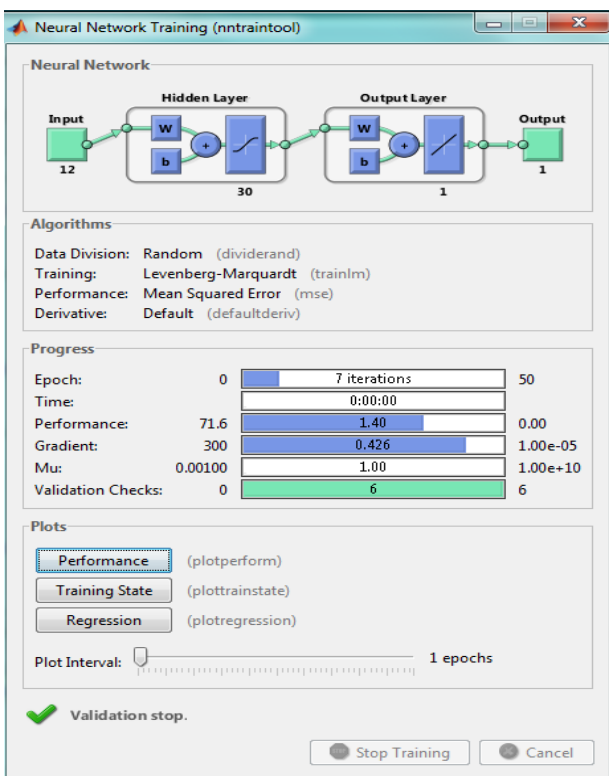 Neural Network Training (nntraintool)
Neural Network
Hidden Layer
Output Layer
Input
W
b
+
W
b
+
Output
12
30
1
1
Algorithms
Data Division: Random (dividerand)
Training: Levenberg-Marquardt (trainlm)
Performance: Mean Squared Error (mse)
Derivative: Default (defaultderiv)
Progress
Epoch: 0 7 iterations 50
Time: 0:00:00
Performance: 71.6 1.40 0.00
Gradient: 300 0.426 1.00e-05
Mu: 0.00100 1.00 1.00e+10
Validation Checks: 0 6 6
Plots
Performance (plotperform)
Training State (plottrainstate)
Regression (plotregression)
Plot Interval: 1 epochs
Validation stop.
Stop Training Cancel